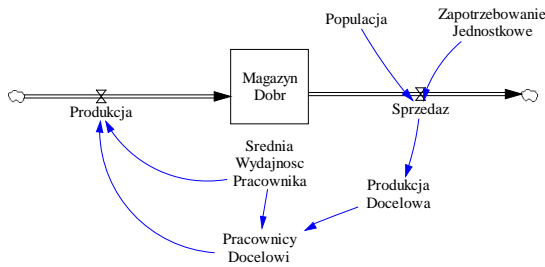 Populacja
Zapotrzebowanie
Jednostkowe
Magazyn
Dobr
Produkcja
Sprzedaz
Srednia
Wydajnosc
Pracownika
Produkcja
Docelowa
Pracownicy
Docelowi